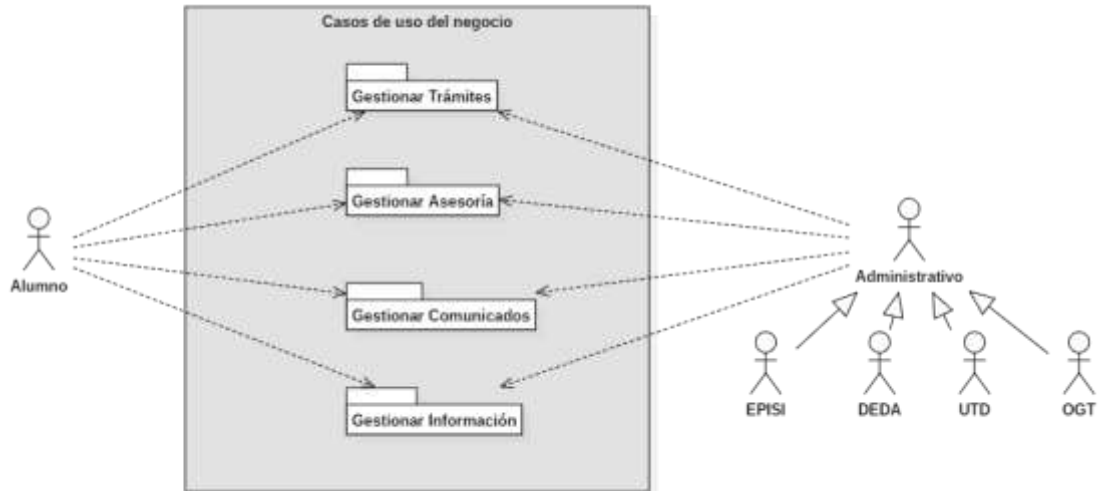 Casos de uso del negocio
Gestionar Trámites
Gestionar Asesoría
Alumno
Administrativo
Gestionar Comunicados
Gestionar Información
EPISI
DEDA
UTD
OGT